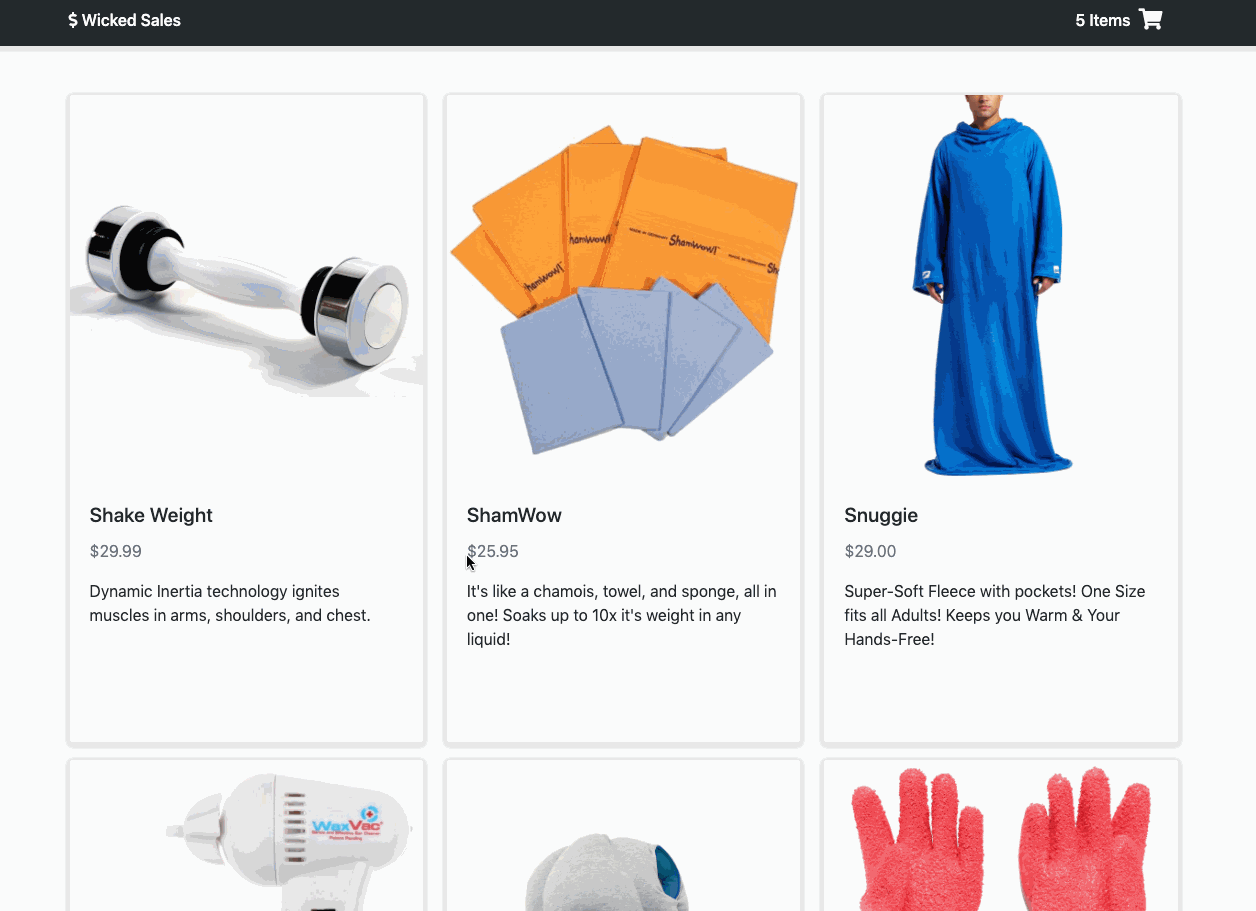 $ Wicked Sales
5 Items
ShamWow!
ShamWow!
ShamWow!
Shake Weight
$29.99
Dynamic Inertia technology ignites
muscles in arms, shoulders, and chest.
ShamWow
$25.95
It's like a chamois, towel, and sponge, all in
one! Soaks up to 10x it's weight in any
liquid!
Snuggie
$29.00
Super-Soft Fleece with pockets! One Size
fits all Adults! Keeps you Warm & Your
Hands-Free!
WaxVac